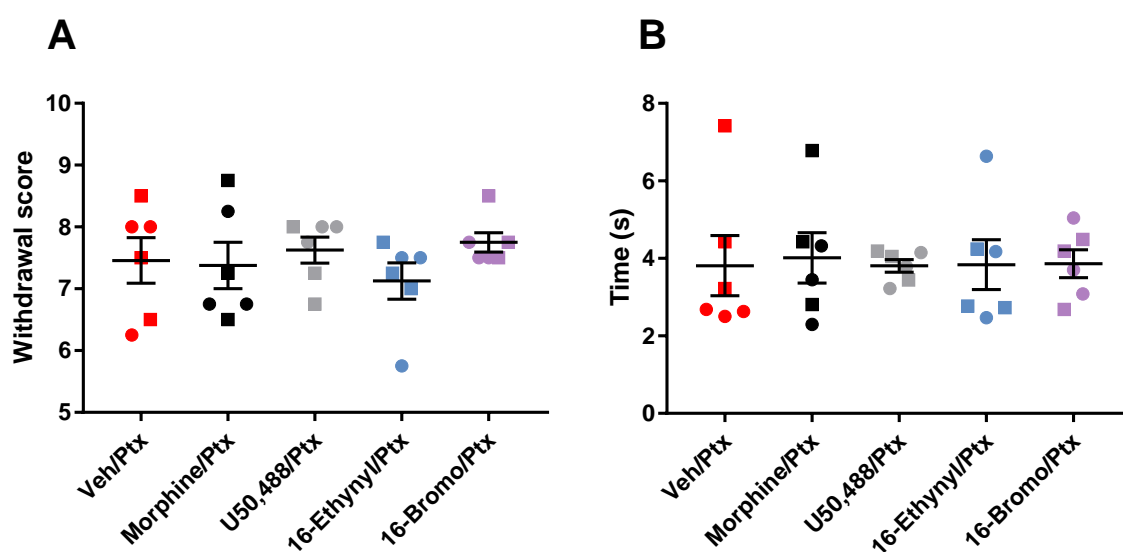 A
Withdrawal score
10
9
8
7
6
5
Veh/Ptx
Morphine/Ptx
U50,488/Ptx
16-Ethynyl/Ptx
16-Bromo/Ptx
B
Time (s)
8
6
4
2
0
Veh/Ptx
Morphine/Ptx
U50,488/Ptx
16-Ethynyl/Ptx
16-Bromo/Ptx